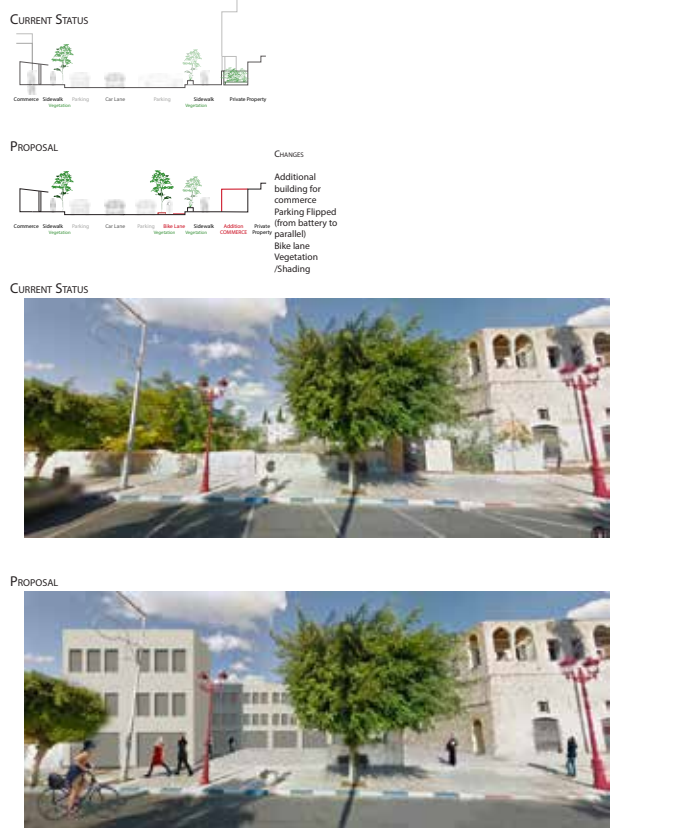 CURRENT STATUS
Commerce Sidewalk Parking Car Lane Parking Sidewalk Private Property
Vegetation Vegetation
PROPOSAL
CHANGES
Additional
building for
commerce
Parking Flipped
(from battery to
parallel)
Bike lane
Vegetation
/Shading
Commerce Sidewalk Parking Car Lane Parking Bike Lane Sidewalk Addition Private
Vegetation Vegetation Vegetation COMMERCE Property
CURRENT STATUS
PROPOSAL